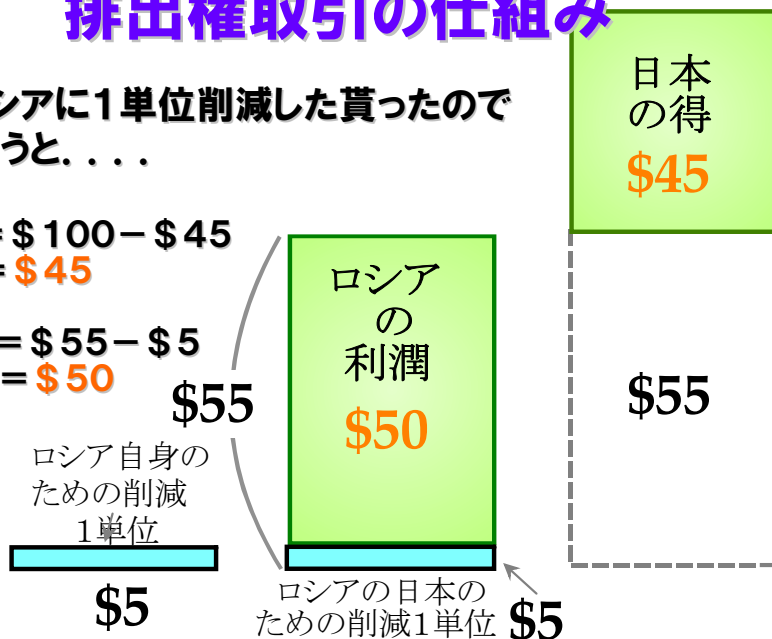 排出権取引の仕組み
シアに1単位削減した貰ったので
うと....
=$100-$45
=$45
=$55-$5
=$50
日本
の得
$45
$55
ロシア
の
利潤
$50
$55
ロシア自身の
ための削減
1単位
$5
ロシアの日本の
ための削減1単位
$5